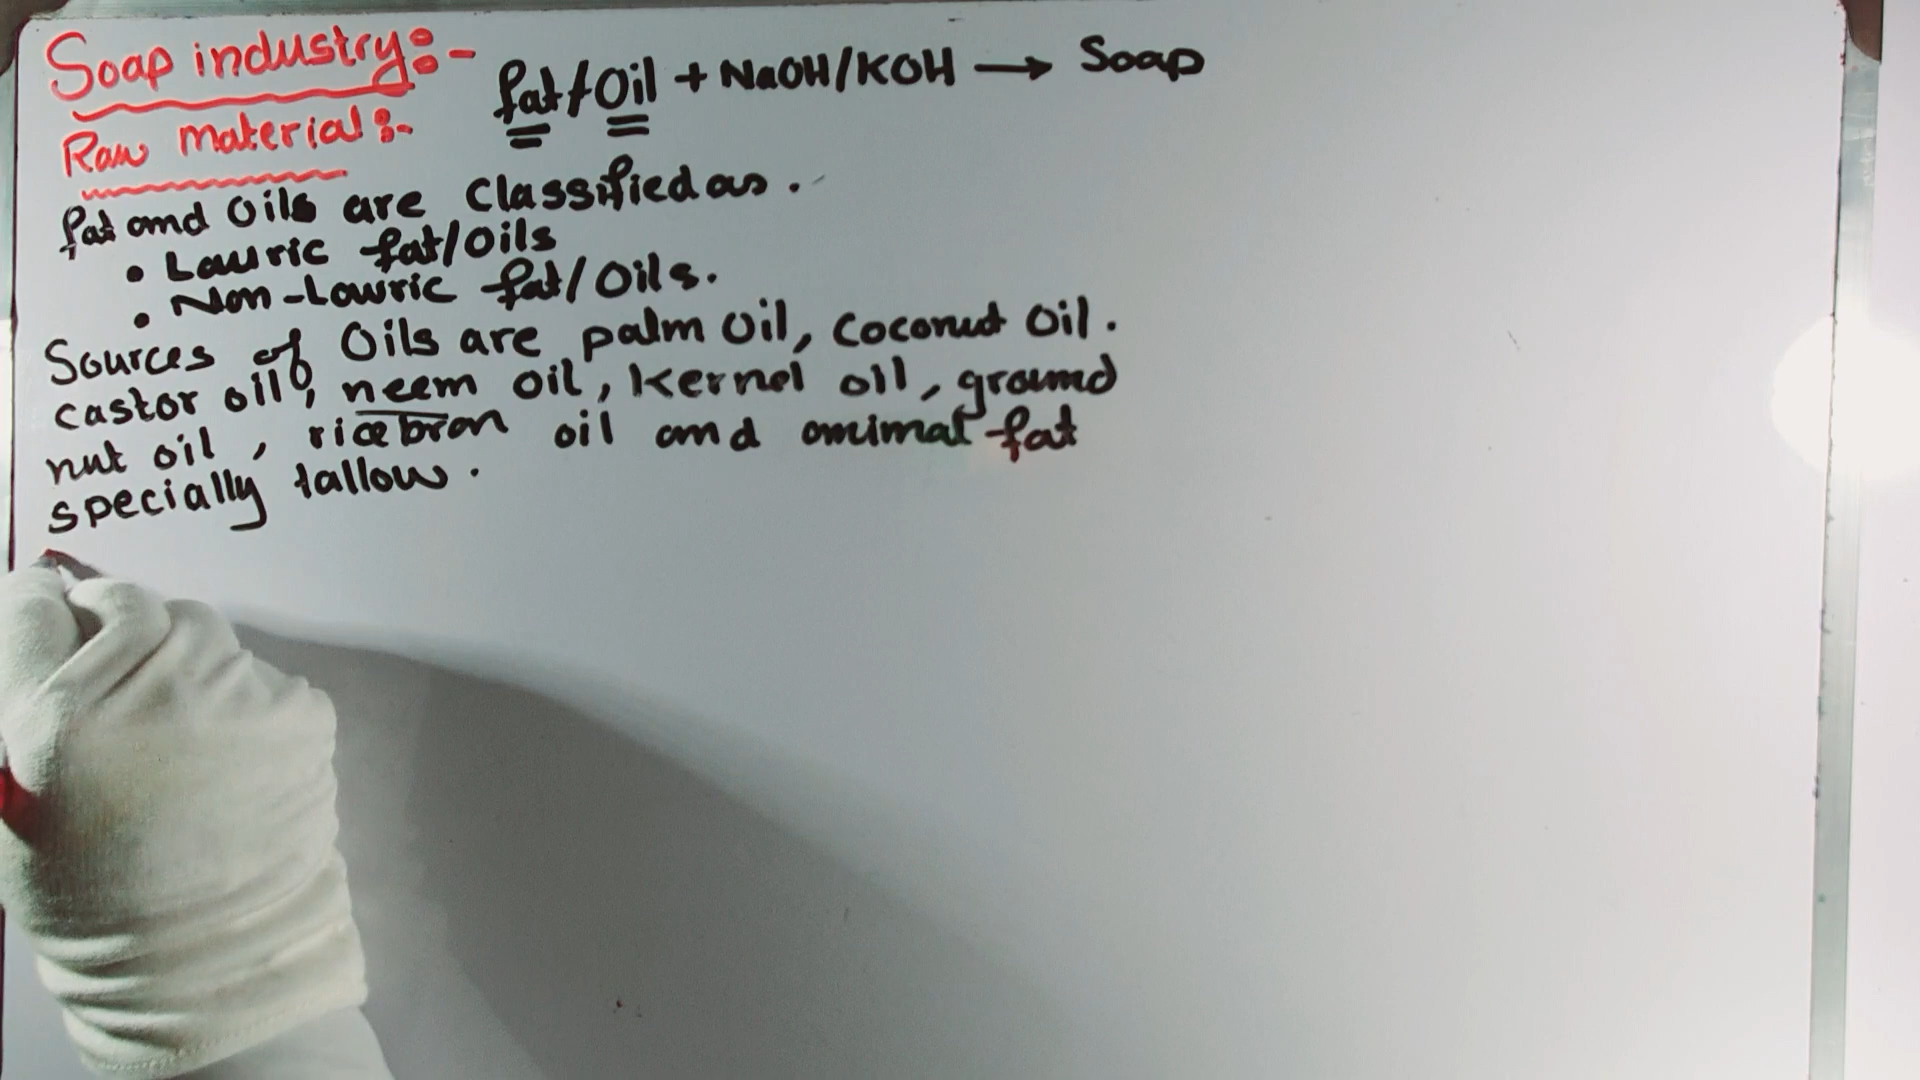 Soap industry:-
fat/Oil + NaOH/KOH → Soap
Raw material:-
fat and Oils are Classified as.
• Lauric fat/Oils
• Non-Lauric fat/Oils.
Sources of Oils are palm Oil, Coconut Oil.
castor oil, neem oil, kernel oil, ground
nut oil, rice bran oil and animal fat
specially tallow.